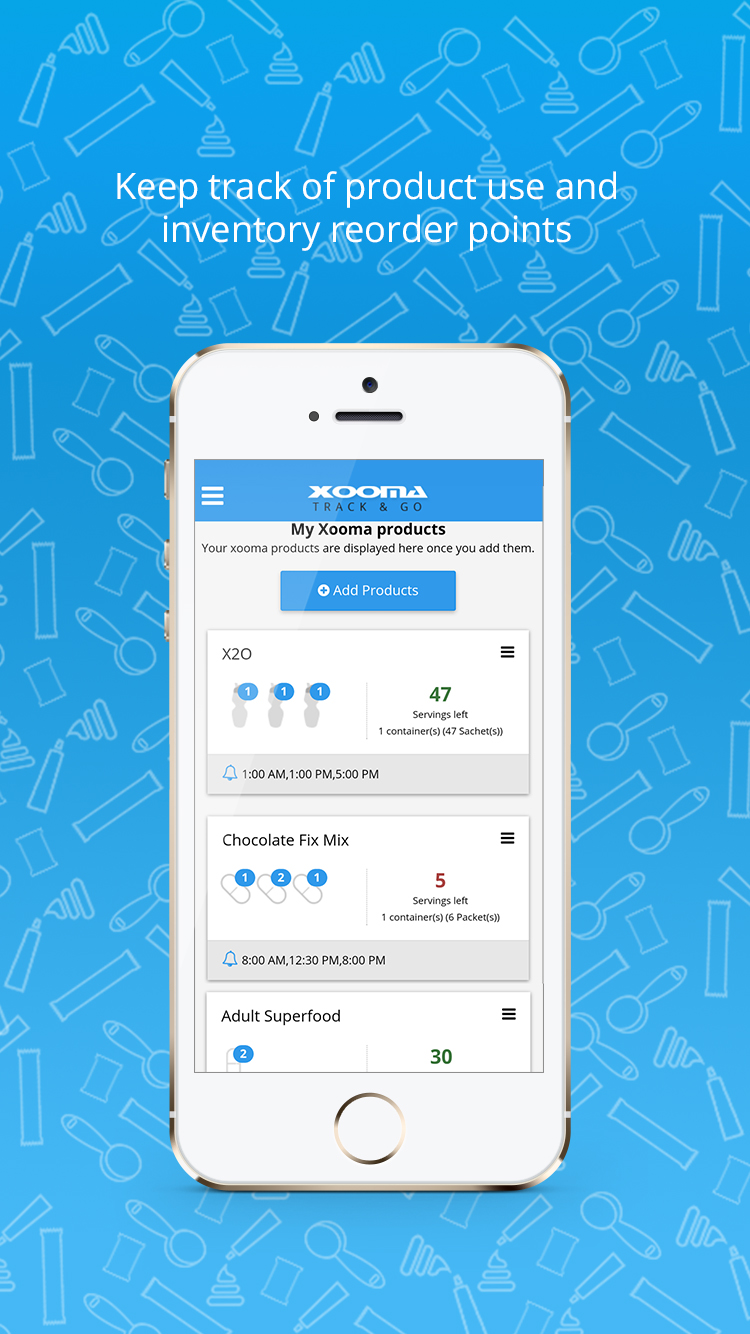 Keep track of product use and
inventory reorder points
XOOMA
TRACK & GO
My Xooma products
Your xooma products are displayed here once you add them.
Add Products
X2O
1 1 1
47
Servings left
1 container(s) (47 Sachet(s))
1:00 AM,1:00 PM,5:00 PM
Chocolate Fix Mix
1 2 1
5
Servings left
1 container(s) (6 Packet(s))
8:00 AM,12:30 PM,8:00 PM
Adult Superfood
2
30